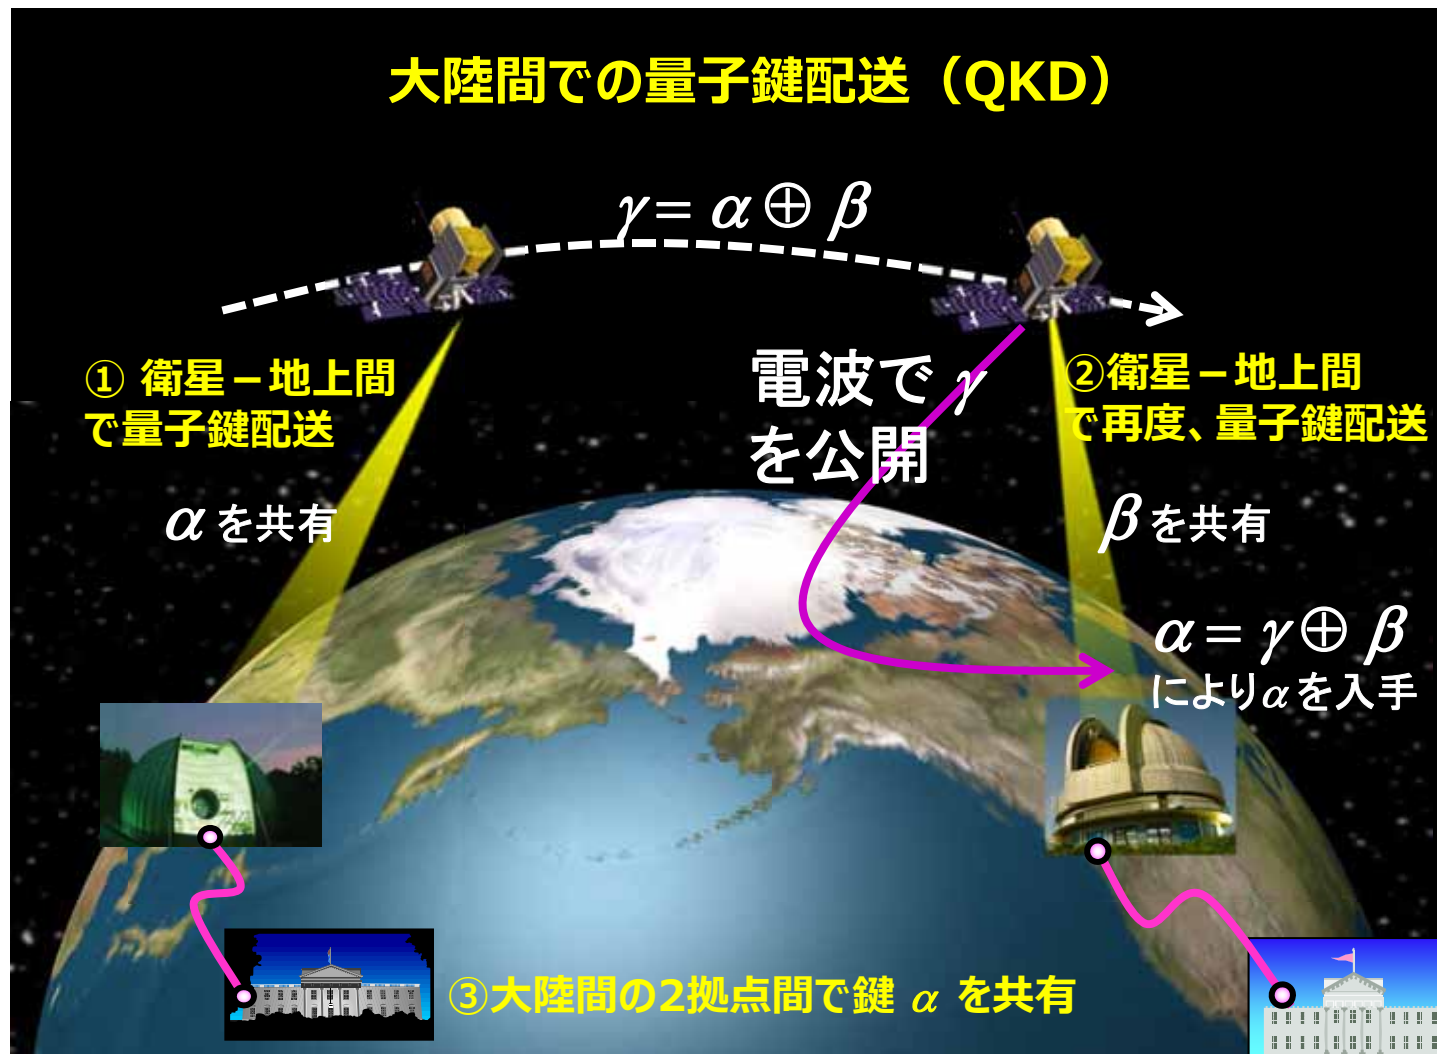 大陸間での量子鍵配送（QKD）
γ = α ⊕ β
① 衛星－地上間
で量子鍵配送
α を共有
電波で γ
を公開
②衛星－地上間
で再度、量子鍵配送
β を共有
α = γ ⊕ β
によりα を入手
③大陸間の2拠点間で鍵 α を共有